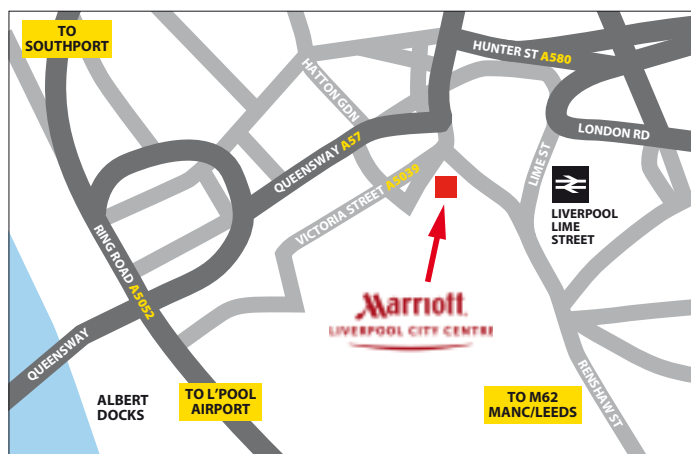 TO
SOUTHPORT
HUNTER ST A580
HATTON GDN
LONDON RD
QUEENSWAY A57
LIME ST
VICTORIA STREET A5039
LIVERPOOL
LIME
STREET
RING ROAD A5052
Marriott
LIVERPOOL CITY CENTRE
QUEENSWAY
ALBERT
DOCKS
TO L'POOL
AIRPORT
TO M62
MANC/LEEDS
RENSHAW ST